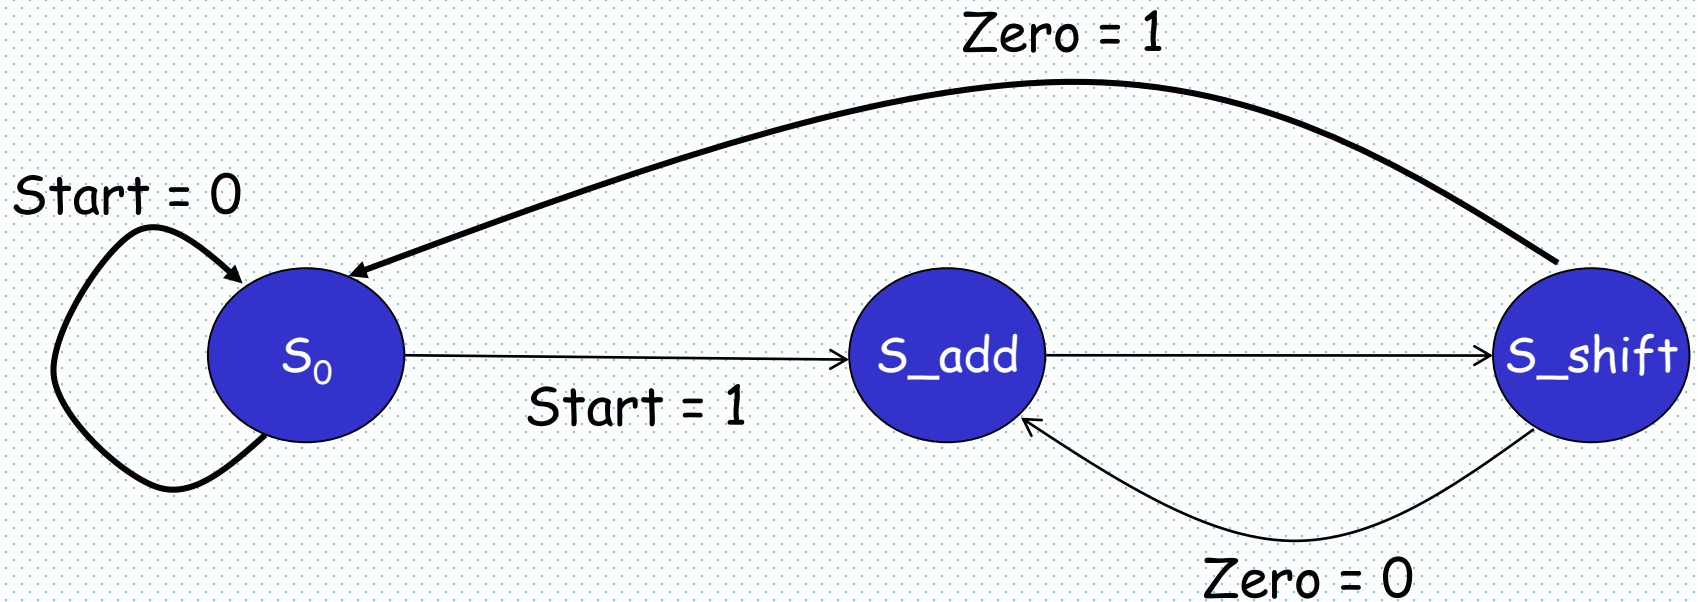 Zero = 1
Start = 0
S₀
S_add
S_shift
Start = 1
Zero = 0